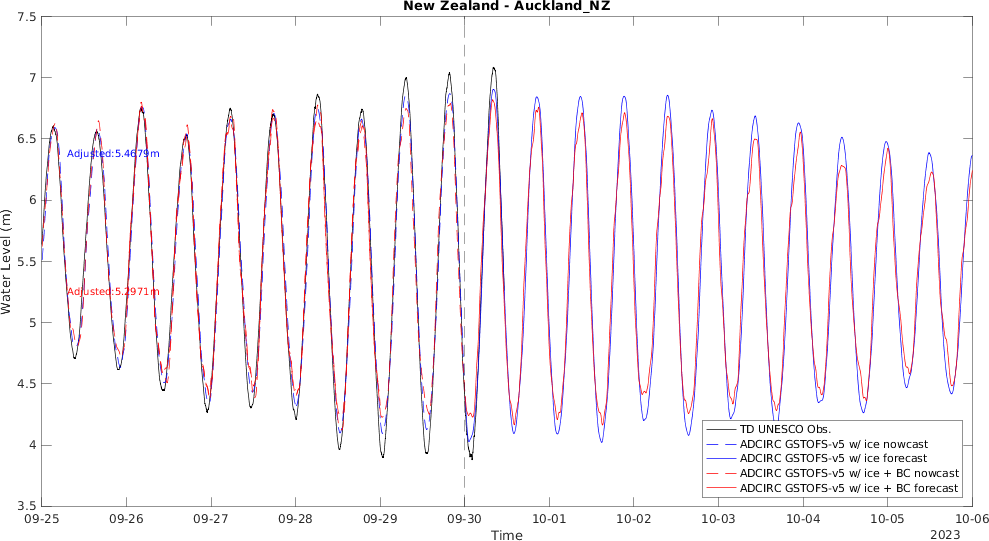 New Zealand - Auckland_NZ
7.5
7
6.5
6
5.5
5
4.5
4
3.5
Water Level (m)
Adjusted:5.4679m
Adjusted:5.2971m
TD UNESCO Obs.
ADCIRC GSTOFS-v5 w/ ice nowcast
ADCIRC GSTOFS-v5 w/ ice forecast
ADCIRC GSTOFS-v5 w/ ice + BC nowcast
ADCIRC GSTOFS-v5 w/ ice + BC forecast
09-25 09-26 09-27 09-28 09-29 09-30 10-01 10-02 10-03 10-04 10-05 10-06
Time
2023